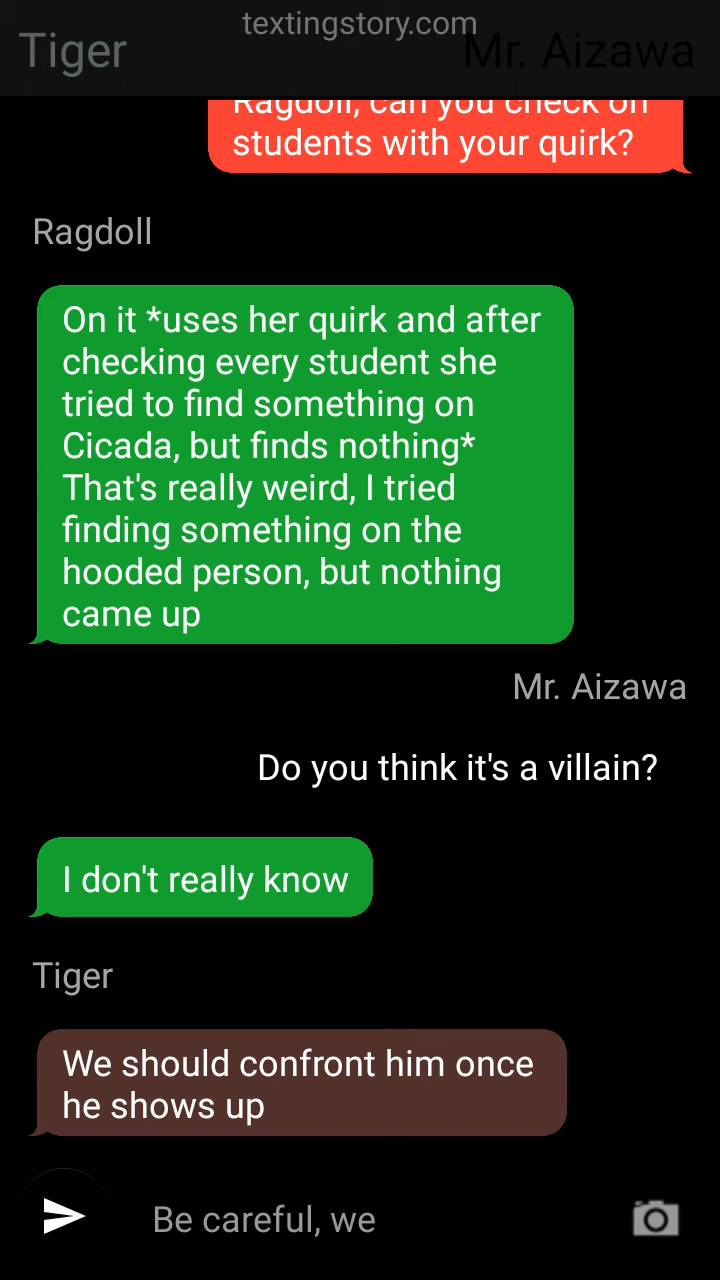 textingstory.com
Tiger
Mr. Aizawa
Ragdoll, can you check on
students with your quirk?
Ragdoll
On it *uses her quirk and after
checking every student she
tried to find something on
Cicada, but finds nothing*
That's really weird, I tried
finding something on the
hooded person, but nothing
came up
Mr. Aizawa
Do you think it's a villain?
I don't really know
Tiger
We should confront him once
he shows up
Be careful, we